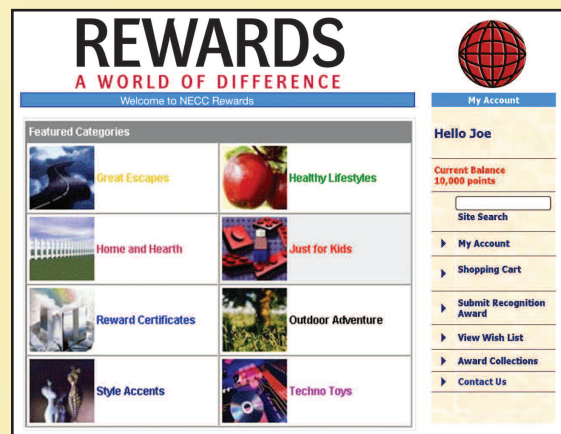 REWARDS
A WORLD OF DIFFERENCE
Welcome to NECC Rewards
My Account
Featured Categories
Great Escapes
Healthy Lifestyles
Home and Hearth
Just for Kids
Reward Certificates
Outdoor Adventure
Style Accents
Techno Toys
Hello Joe
Current Balance
10,000 points
Site Search
My Account
Shopping Cart
Submit Recognition
Award
View Wish List
Award Collections
Contact Us